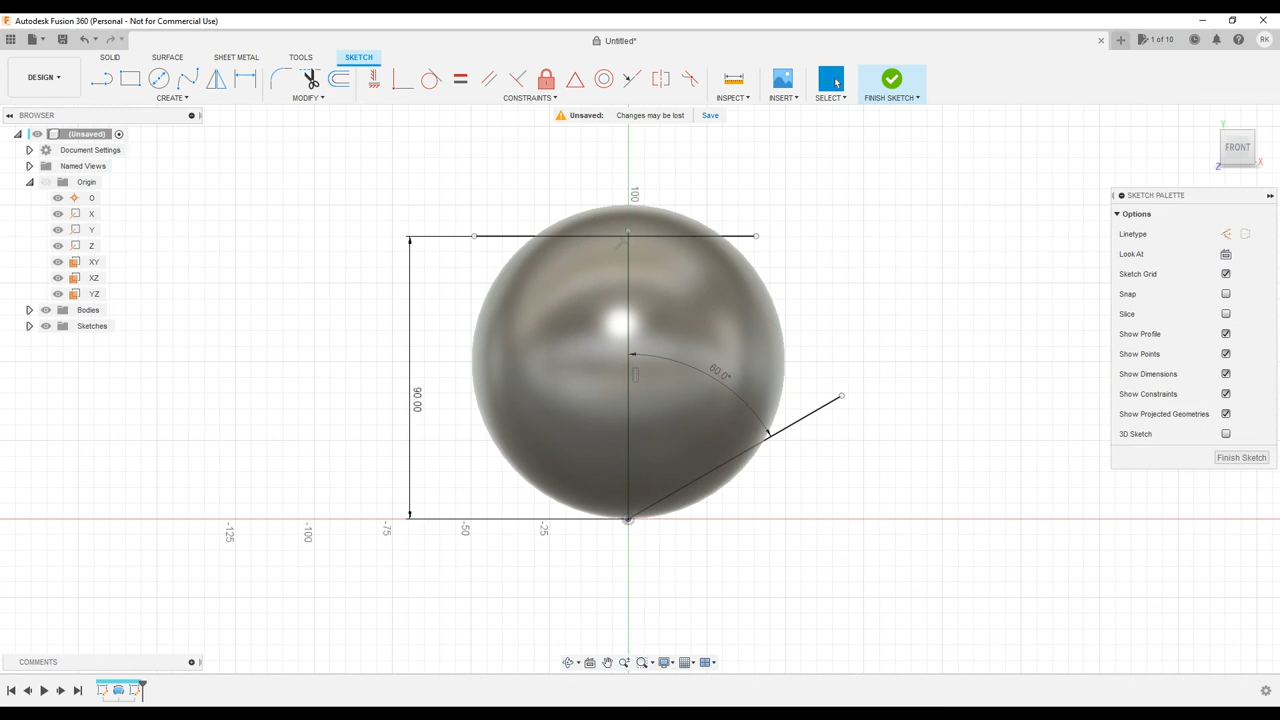 Autodesk Fusion 360 (Personal - Not for Commercial Use)
Untitled*
1 of 10
RK
DESIGN
SOLID
SURFACE
SHEET METAL
TOOLS
SKETCH
CREATE
MODIFY
CONSTRAINTS
INSPECT
INSERT
SELECT
FINISH SKETCH
BROWSER
Unsaved: Changes may be lost Save
(Unsaved)
Document Settings
Named Views
Origin
O
X
Y
Z
XY
XZ
YZ
Bodies
Sketches
Y
FRONT
Z
X
SKETCH PALETTE
Options
Linetype
Look At
Sketch Grid
Snap
Slice
Show Profile
Show Points
Show Dimensions
Show Constraints
Show Projected Geometries
3D Sketch
Finish Sketch
100
60.0°
90.00
-125
-100
-75
-50
-25
COMMENTS